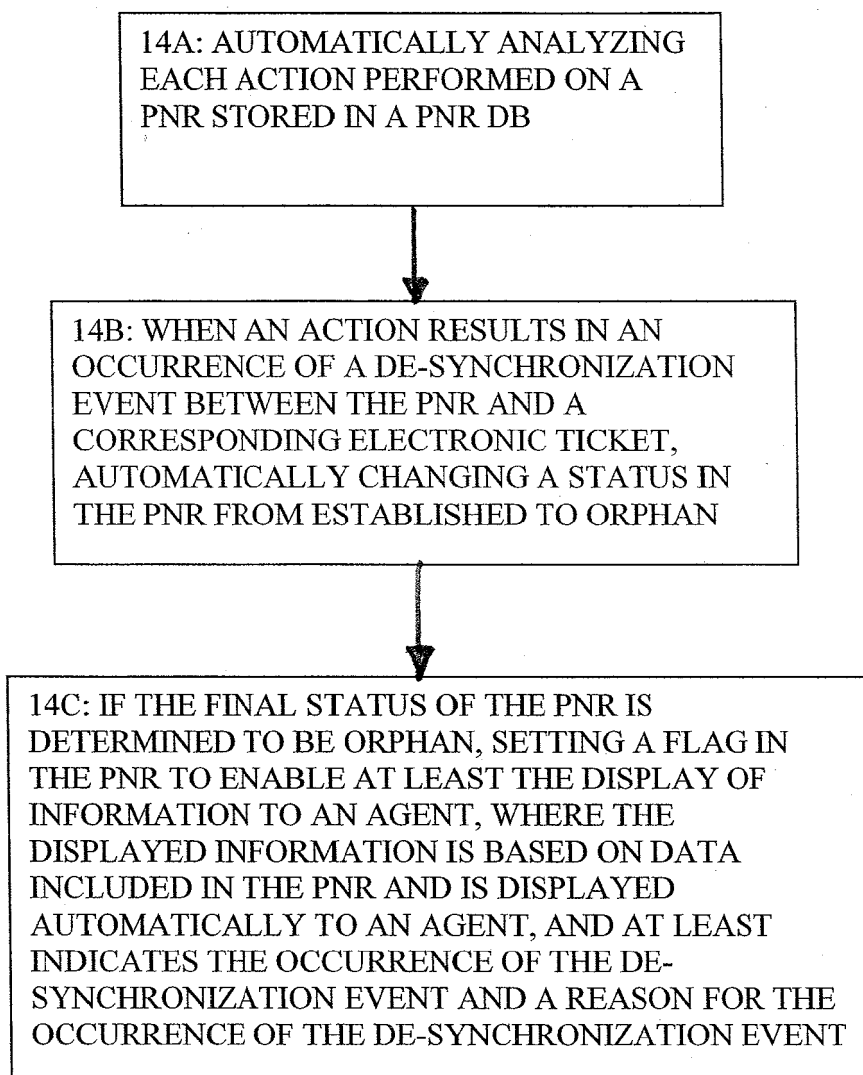 14A: AUTOMATICALLY ANALYZING
EACH ACTION PERFORMED ON A
PNR STORED IN A PNR DB
14B: WHEN AN ACTION RESULTS IN AN
OCCURRENCE OF A DE-SYNCHRONIZATION
EVENT BETWEEN THE PNR AND A
CORRESPONDING ELECTRONIC TICKET,
AUTOMATICALLY CHANGING A STATUS IN
THE PNR FROM ESTABLISHED TO ORPHAN
14C: IF THE FINAL STATUS OF THE PNR IS
DETERMINED TO BE ORPHAN, SETTING A FLAG IN
THE PNR TO ENABLE AT LEAST THE DISPLAY OF
INFORMATION TO AN AGENT, WHERE THE
DISPLAYED INFORMATION IS BASED ON DATA
INCLUDED IN THE PNR AND IS DISPLAYED
AUTOMATICALLY TO AN AGENT, AND AT LEAST
INDICATES THE OCCURRENCE OF THE DE-
SYNCHRONIZATION EVENT AND A REASON FOR THE
OCCURRENCE OF THE DE-SYNCHRONIZATION EVENT